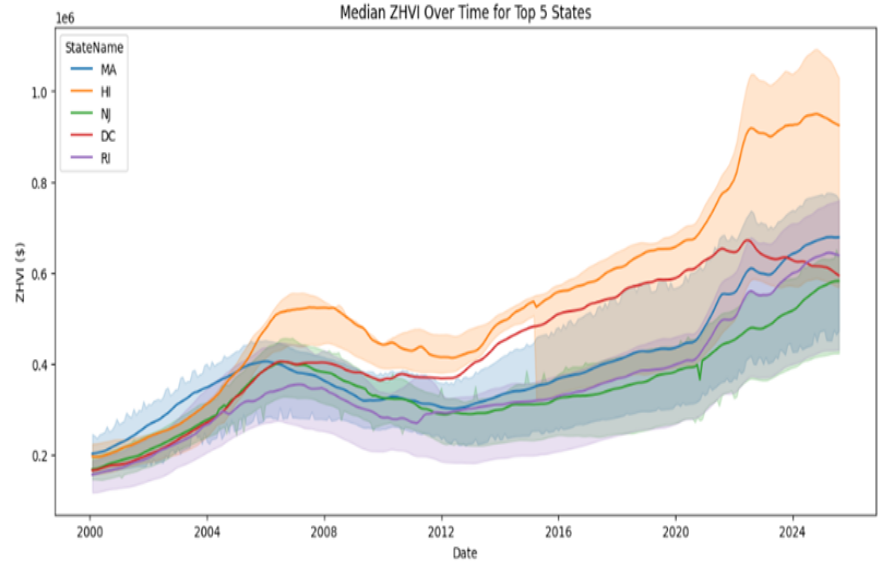 Median ZHVI Over Time for Top 5 States
1e6
StateName
MA
HI
NJ
DC
RI
1.0
0.8
0.6
0.4
0.2
ZHVI ($)
2000 2004 2008 2012 2016 2020 2024
Date